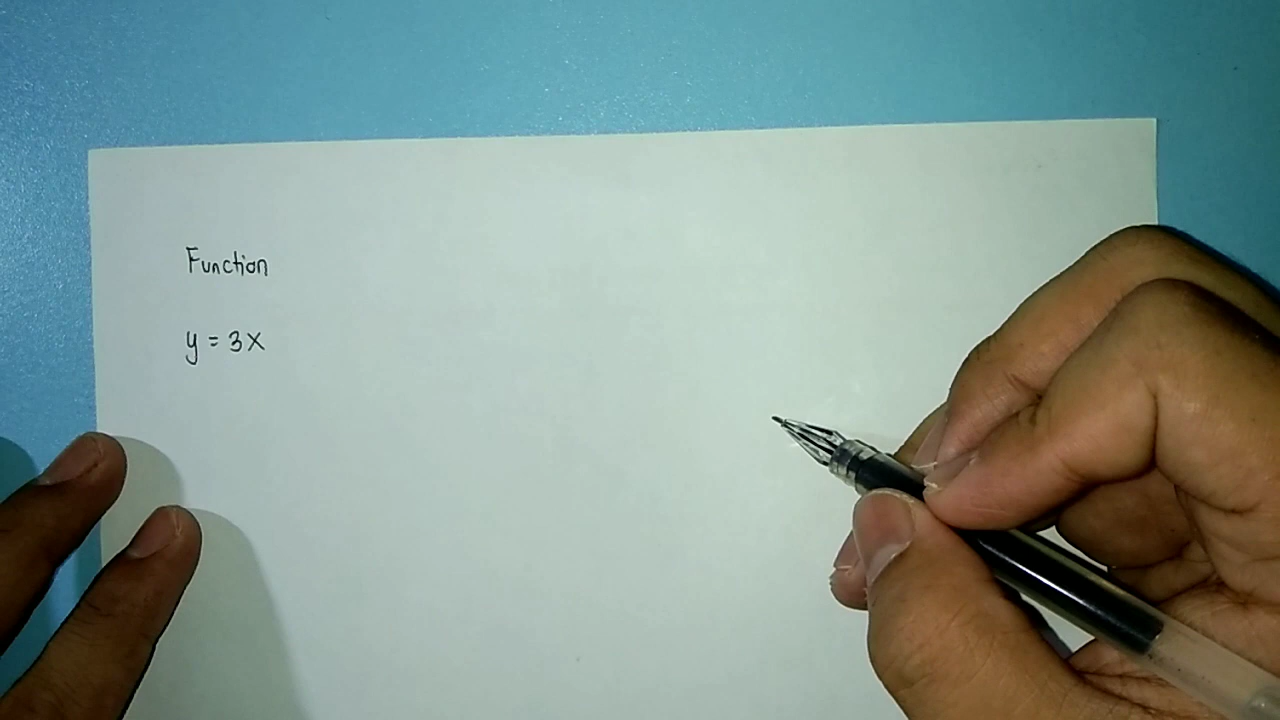 Function
y = 3x